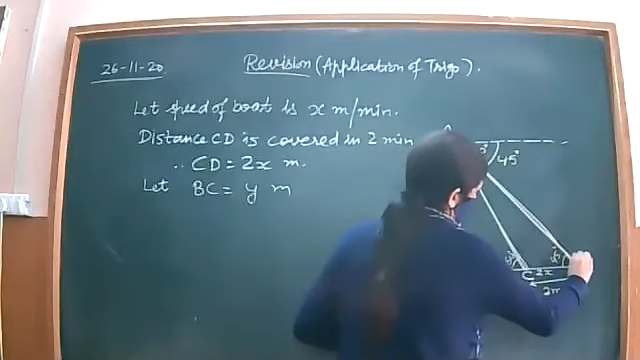 26-11-20
Revision (Application of Trigo).
Let speed of boat is x m/min.
Distance CD is covered in 2 min
∴ CD = 2x m.
Let BC = y m
45°
C 2x